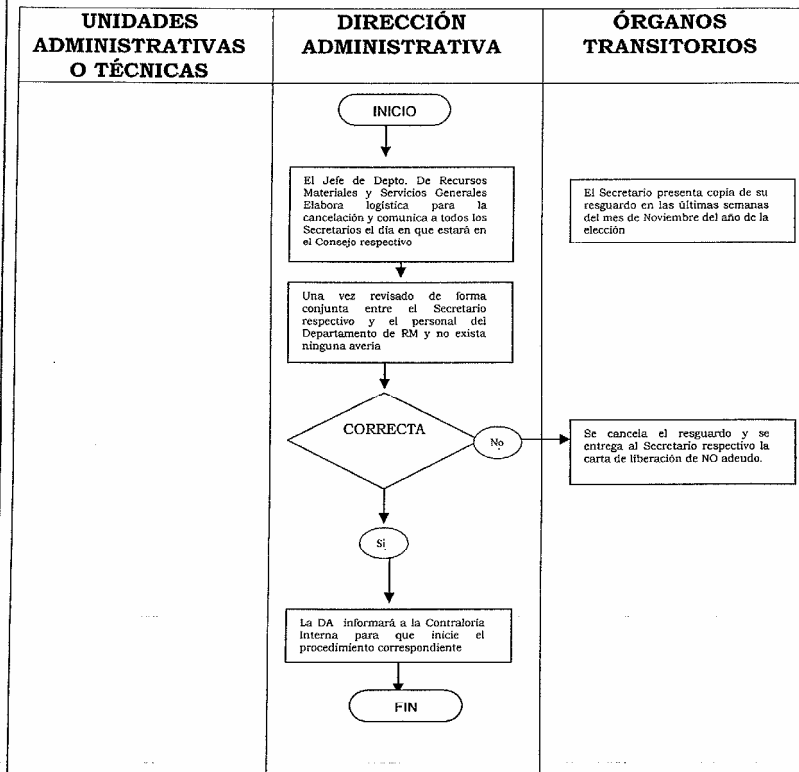 UNIDADES
ADMINISTRATIVAS
O TÉCNICAS
DIRECCIÓN
ADMINISTRATIVA
ÓRGANOS
TRANSITORIOS
INICIO
El Jefe de Depto. De Recursos
Materiales y Servicios Generales
Elabora logística para la
cancelación y comunica a todos los
Secretarios el día en que estará en
el Consejo respectivo
El Secretario presenta copia de su
resguardo en las últimas semanas
del mes de Noviembre del año de la
elección
Una vez revisado de forma
conjunta entre el Secretario
respectivo y el personal del
Departamento de RM y no exista
ninguna avería
CORRECTA
No
Se cancela el resguardo y se
entrega al Secretario respectivo la
carta de liberación de NO adeudo.
Si
La DA informará a la Contraloría
Interna para que inicie el
procedimiento correspondiente
FIN